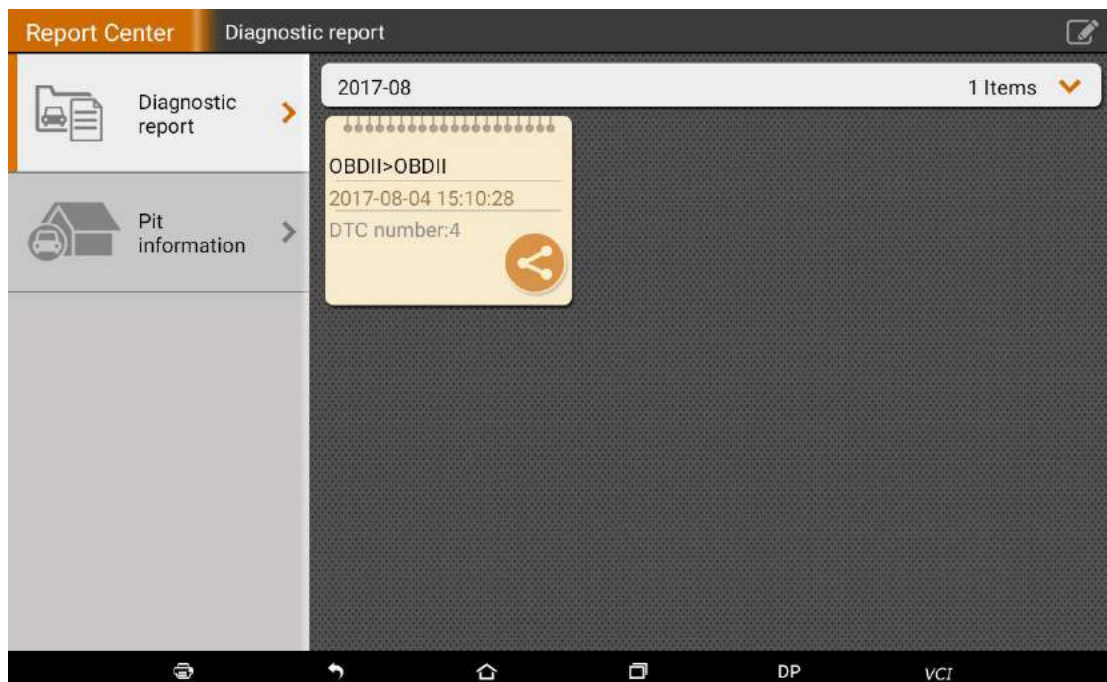 Report Center
Diagnostic report
Diagnostic
report
Pit
information
2017-08
1 Items
OBDII>OBDII
2017-08-04 15:10:28
DTC number:4
DP
VCI